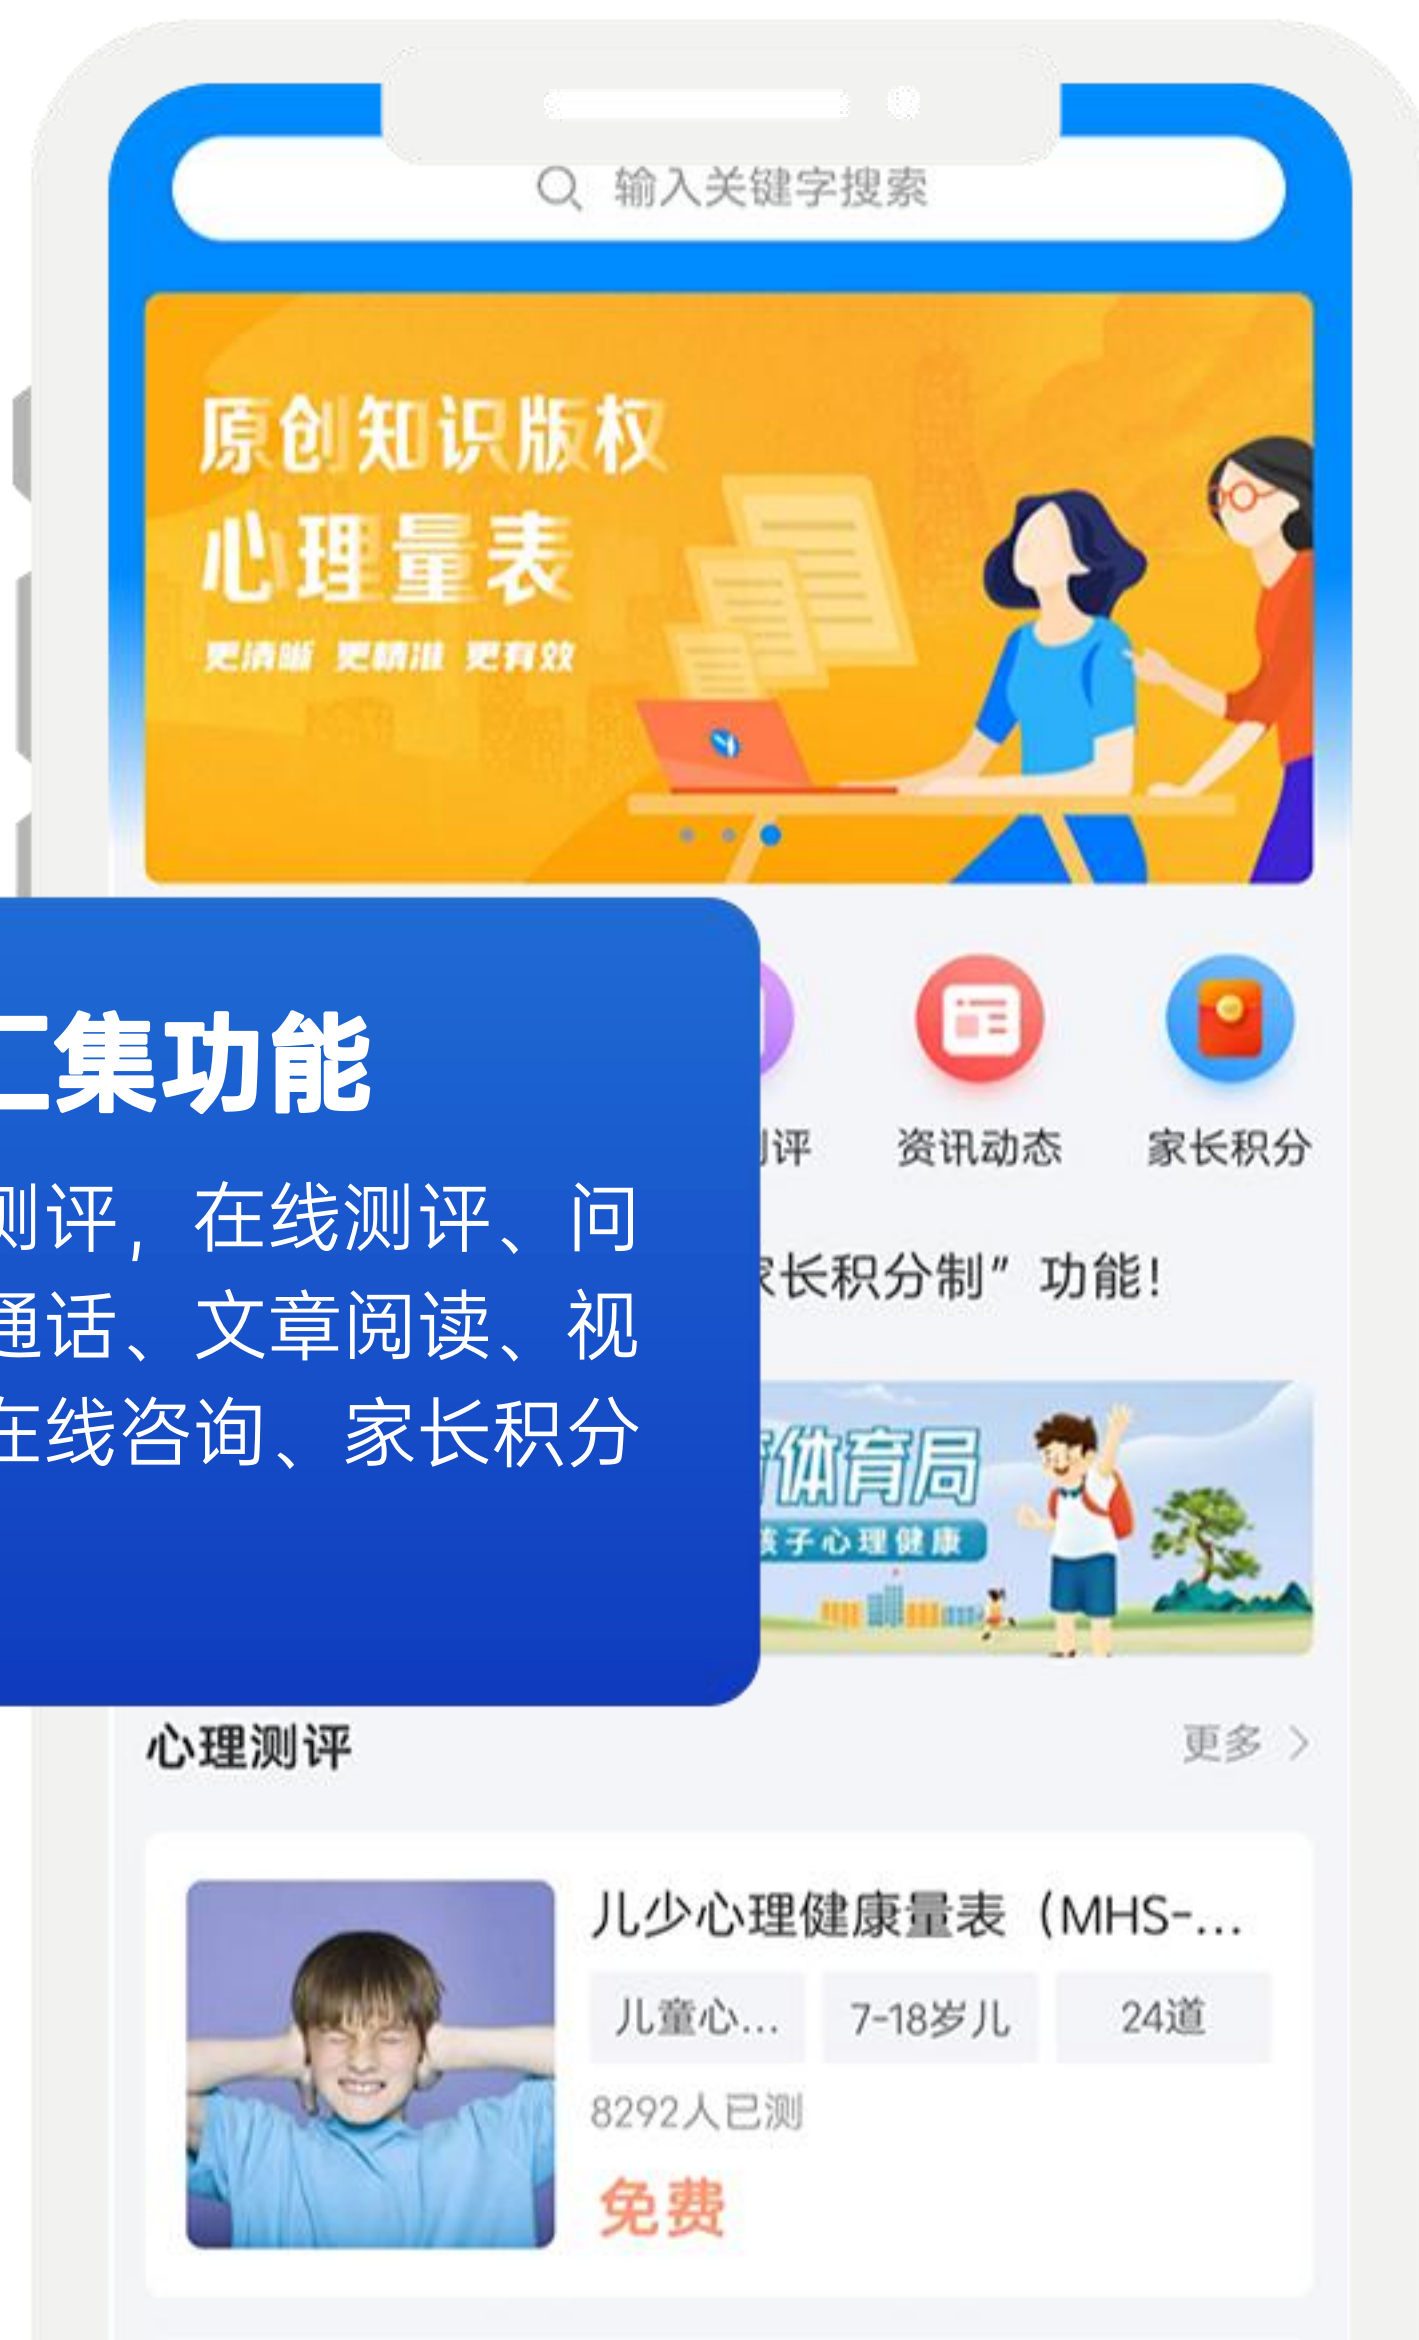 输入关键字搜索
原创知识版权
心理量表
更清晰 更精准 更有效
汇集功能
测评，在线测评、问
通话、文章阅读、视
在线咨询、家长积分
测评
资讯动态
家长积分
家长积分制”功能！
育体育局
孩子心理健康
心理测评
更多 >
儿少心理健康量表（MHS-...
儿童心...
7-18岁儿
24道
8292人已测
免费